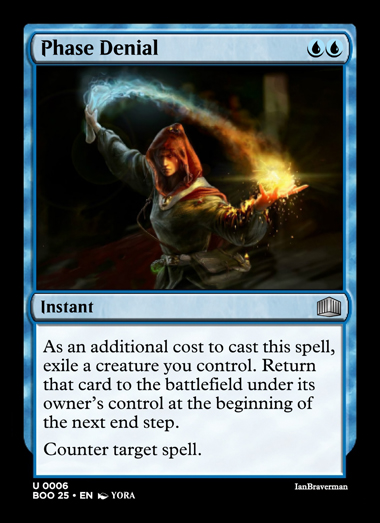 Phase Denial
Instant
As an additional cost to cast this spell,
exile a creature you control. Return
that card to the battlefield under its
owner's control at the beginning of
the next end step.
Counter target spell.
U 0006
BOO 25 • EN YORA
IanBraverman